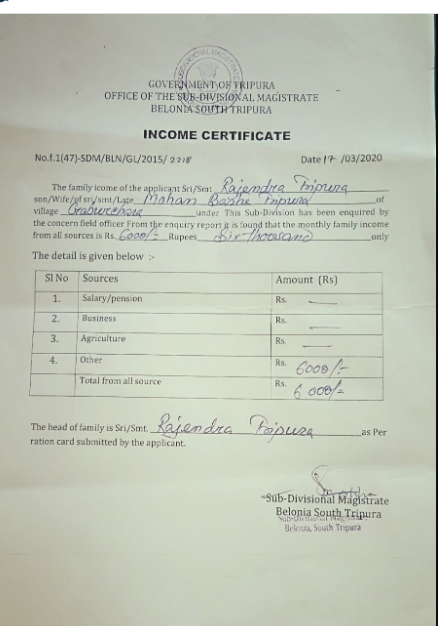 GOVERNMENT OF TRIPURA
OFFICE OF THE SUB-DIVISIONAL MAGISTRATE
BELONIA SOUTH TRIPURA
INCOME CERTIFICATE
No.f.1(47)-SDM/BLN/GL/2015/ Date 17 /03/2020
The family icome of the applicant Sri/Smt Rajendra Tripura
son/Wife/of sri/smt/Late Mohan Bashi Tripura of
village under This Sub-Division has been enquired by
the concern field officer From the enquiry report it is found that the monthly family income
from all sources is Rs. 6000/- Rupees Six thousand only
The detail is given below :-
Sl No Sources Amount (Rs)
1. Salary/pension Rs. —
2. Business Rs. —
3. Agriculture Rs. —
4. Other Rs. 6000/-
Total from all source Rs. 6000/-
The head of family is Sri/Smt. Rajendra Tripura as Per
ration card submitted by the applicant.
Sub-Divisional Magistrate
Belonia South Tripura
Sub-Divisional Magistrate
Belonia, South Tripura